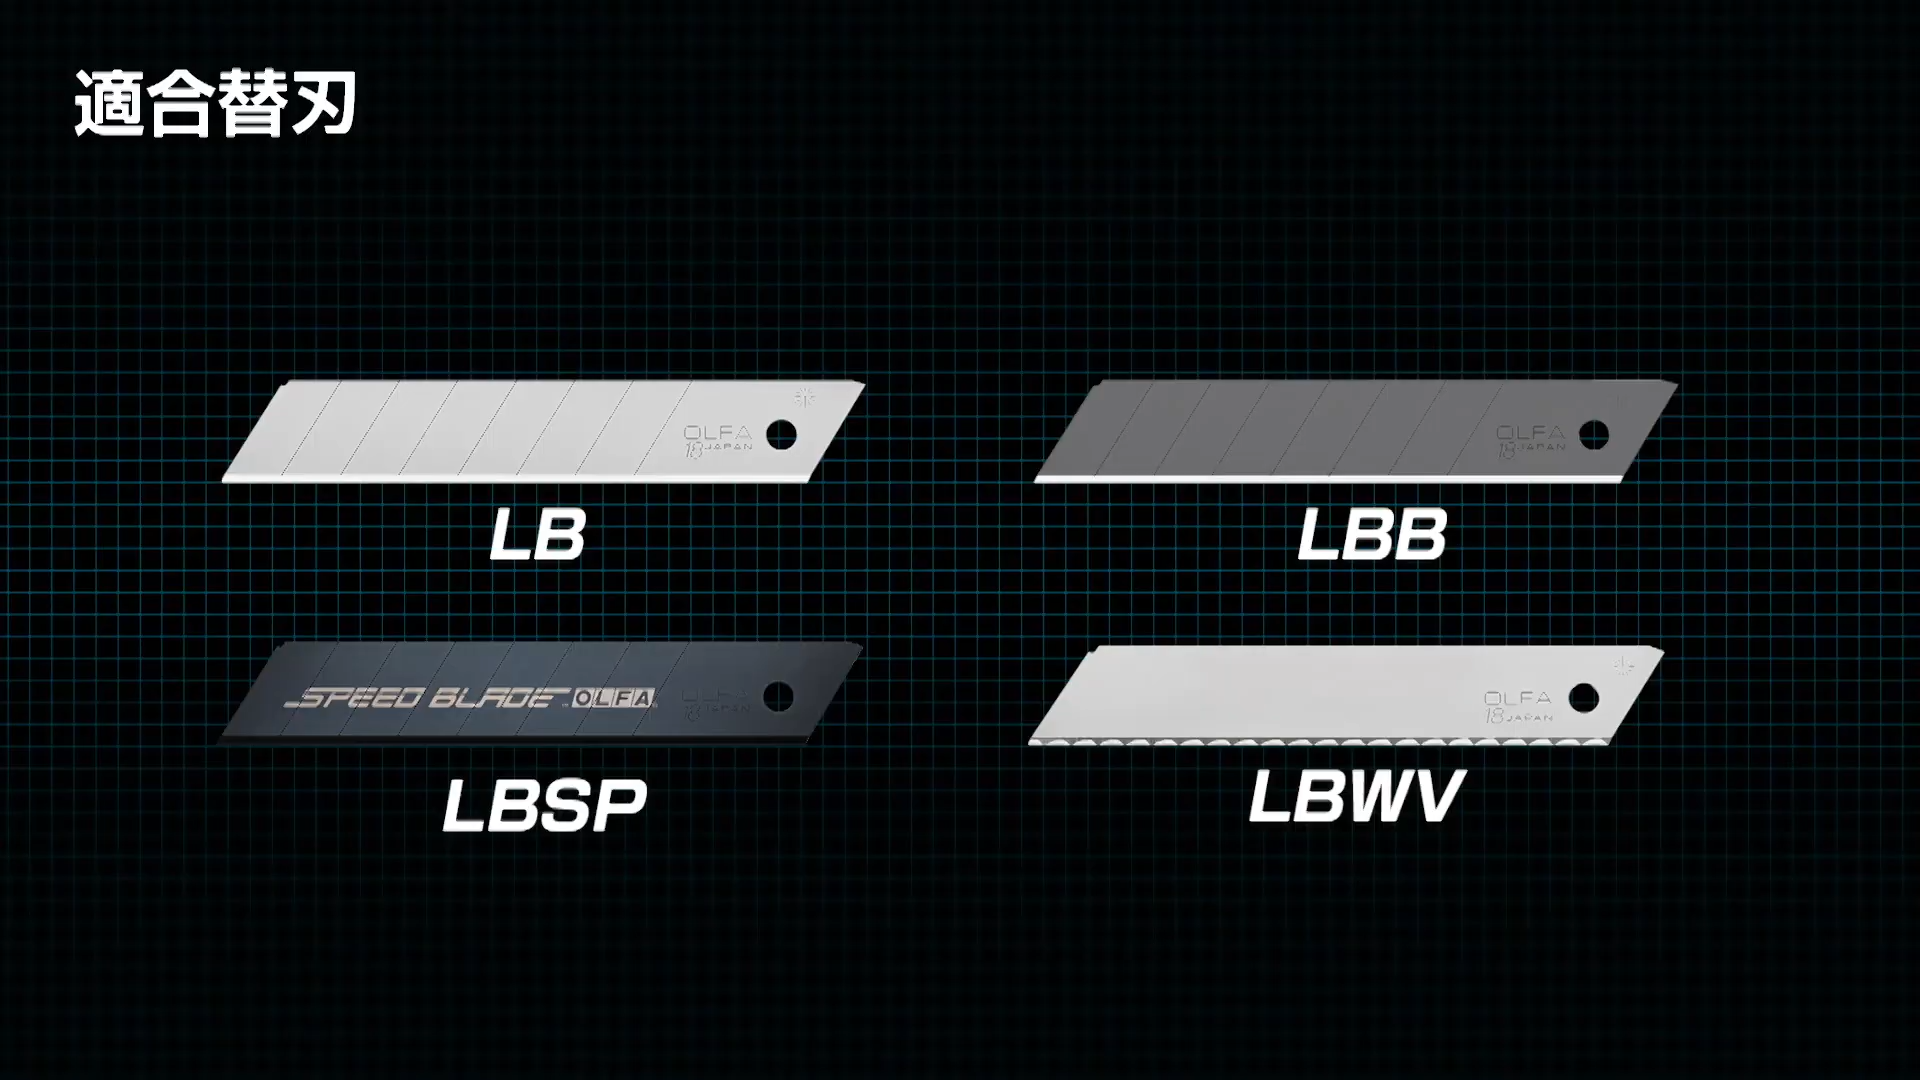 適合替刃
OLFA
18 JAPAN
LB
OLFA
18 JAPAN
LBB
SPEED BLADE OLFA
OLFA
18 JAPAN
LBSP
OLFA
18 JAPAN
LBWV